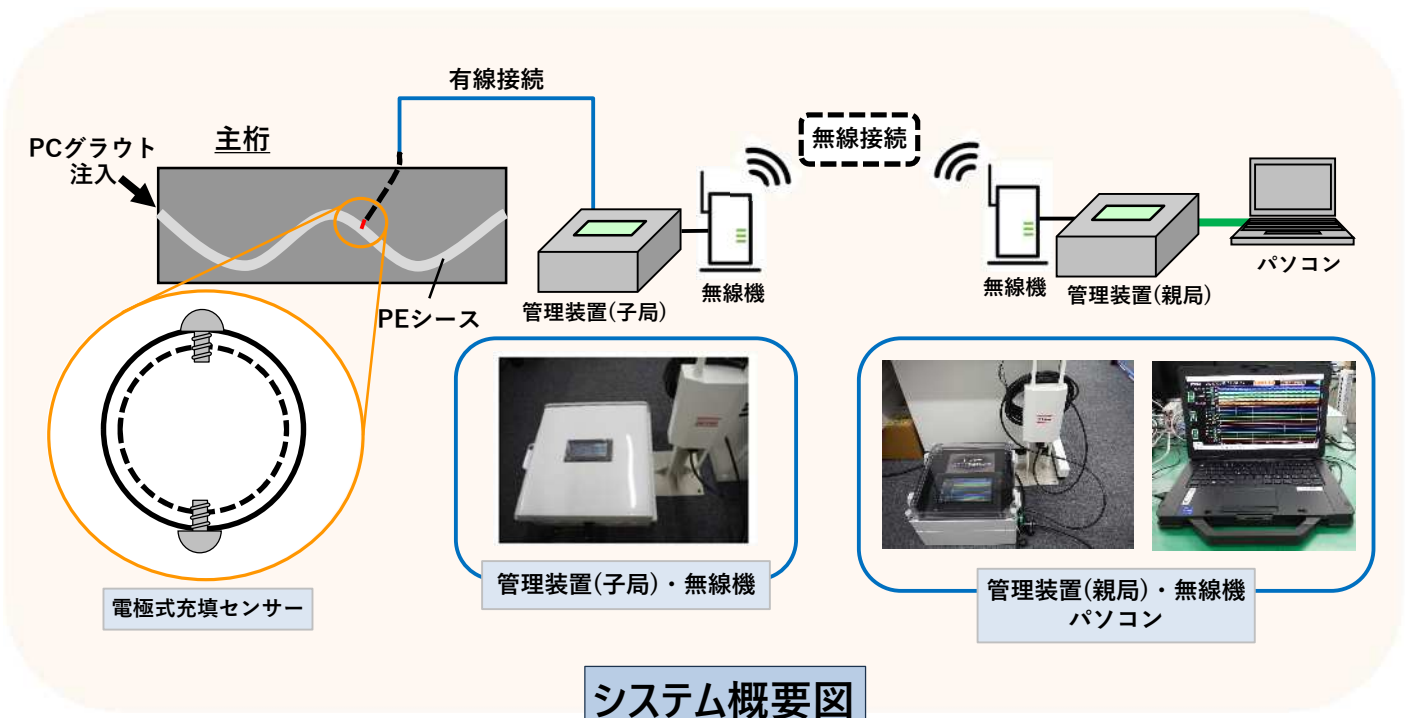 有線接続
無線接続
主桁
PCグラウト
注入
PEシース
管理装置(子局)
無線機
無線機
管理装置(親局)
パソコン
電極式充填センサー
管理装置(子局)・無線機
管理装置(親局)・無線機
パソコン
システム概要図